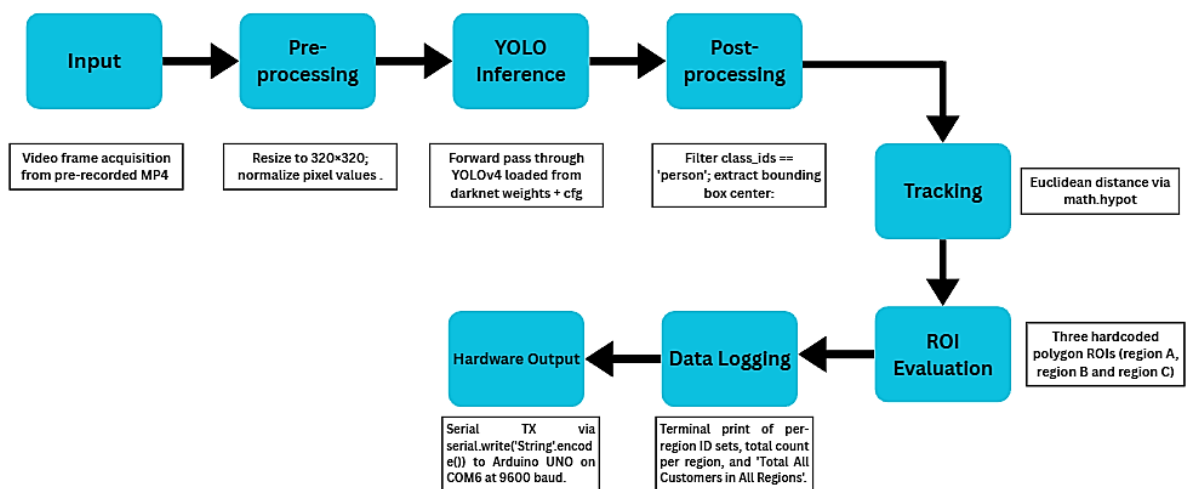 Input
Pre-
processing
YOLO
Inference
Post-
processing
Video frame acquisition
from pre-recorded MP4
Resize to 320×320;
normalize pixel values .
Forward pass through
YOLOv4 loaded from
darknet weights + cfg
Filter class_ids ==
'person'; extract bounding
box center:
Tracking
Euclidean distance via
math.hypot
ROI
Evaluation
Three hardcoded
polygon ROIs (region A,
region B and region C)
Data Logging
Terminal print of per-
region ID sets, total count
per region, and 'Total All
Customers in All Regions'.
Hardware Output
Serial TX via
serial.write('String'.encod
e()) to Arduino UNO on
COM6 at 9600 baud.